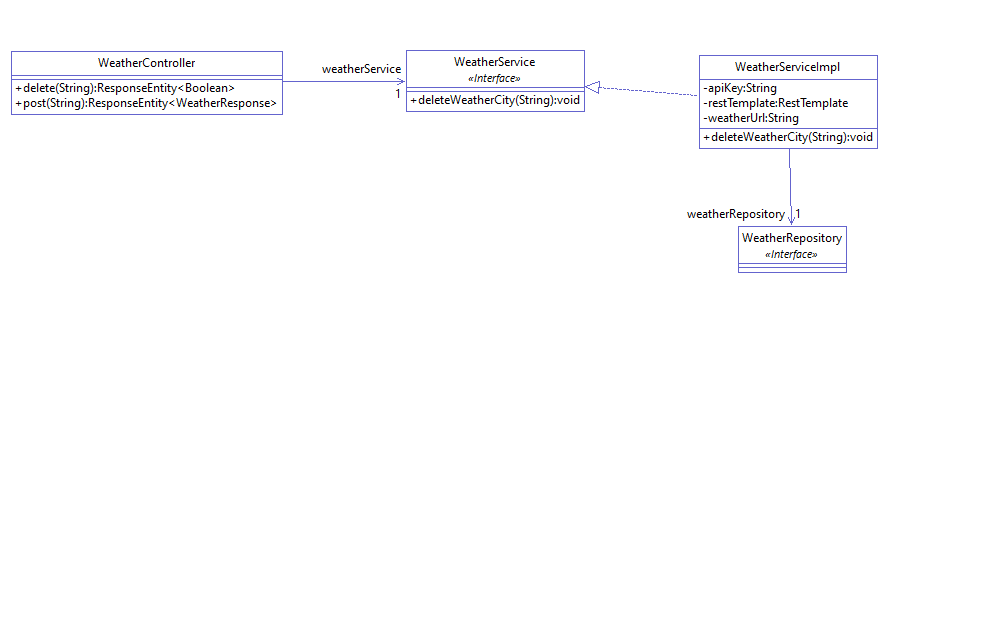 WeatherController
+delete(String):ResponseEntity<Boolean>
+post(String):ResponseEntity<WeatherResponse>
weatherService
1
WeatherService
«Interface»
+deleteWeatherCity(String):void
WeatherServiceImpl
-apiKey:String
-restTemplate:RestTemplate
-weatherUrl:String
+deleteWeatherCity(String):void
weatherRepository
1
WeatherRepository
«Interface»